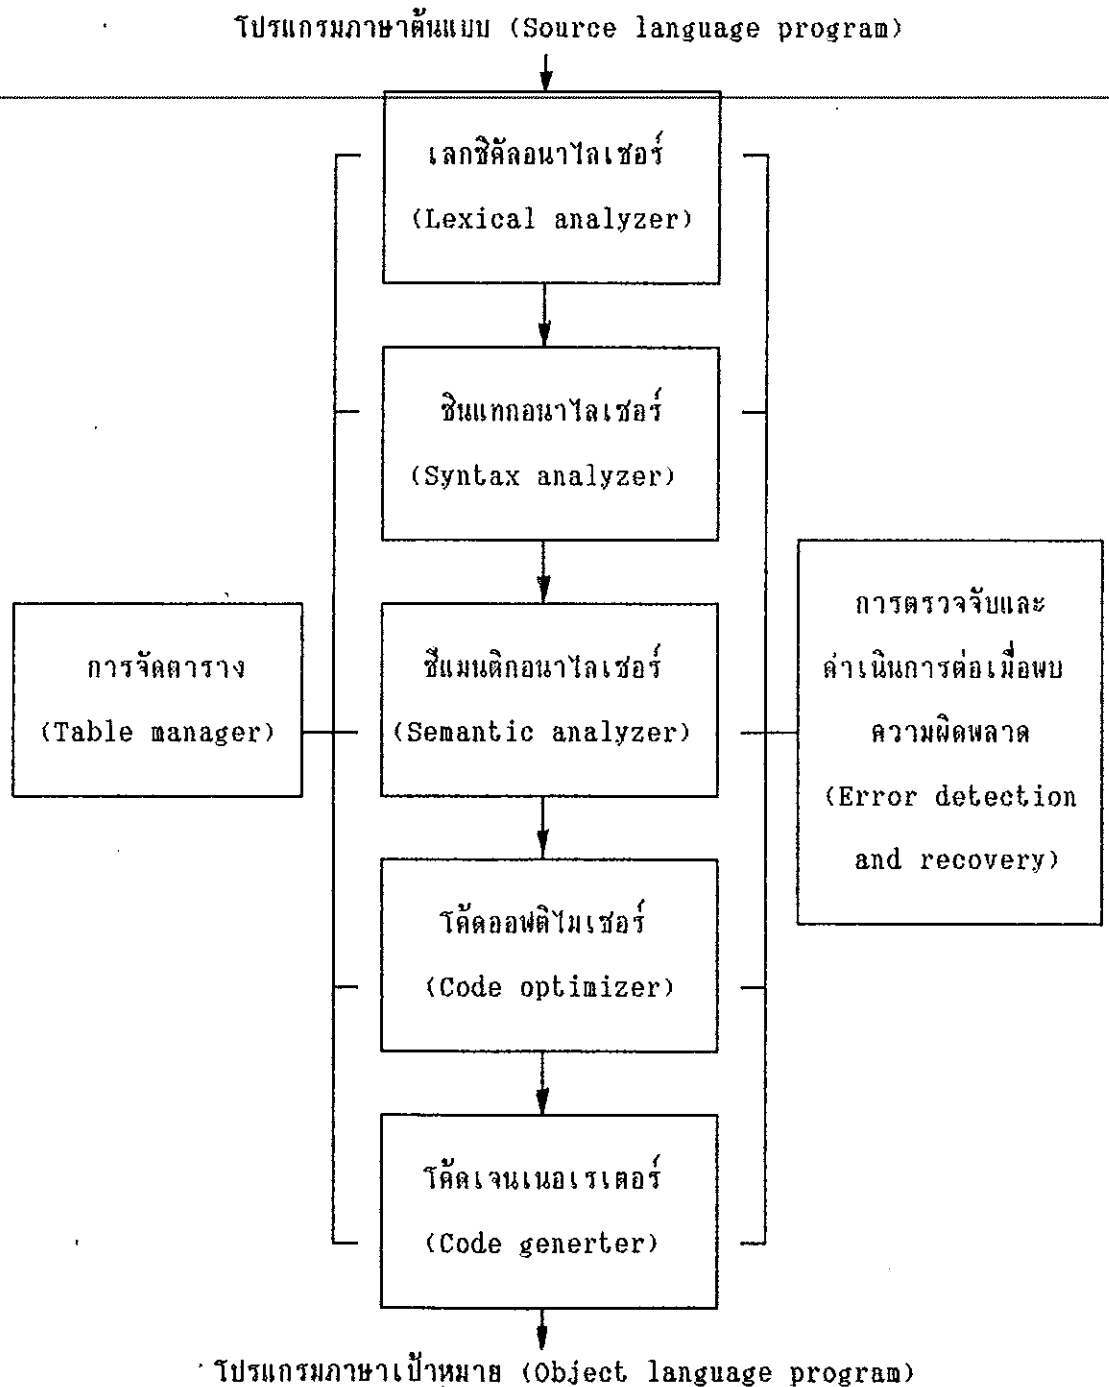 โปรแกรมภาษาต้นแบบ (Source language program)
เลกซิคัลอนาไลเซอร์
(Lexical analyzer)
ซินแทกอนาไลเซอร์
(Syntax analyzer)
การจัดตาราง
(Table manager)
ซีแมนติกอนาไลเซอร์
(Semantic analyzer)
การตรวจจับและ
ดำเนินการต่อเมื่อพบ
ความผิดพลาด
(Error detection
and recovery)
โค้ดออพติไมเซอร์
(Code optimizer)
โค้ดเจนเนอเรเตอร์
(Code generter)
โปรแกรมภาษาเป้าหมาย (Object language program)